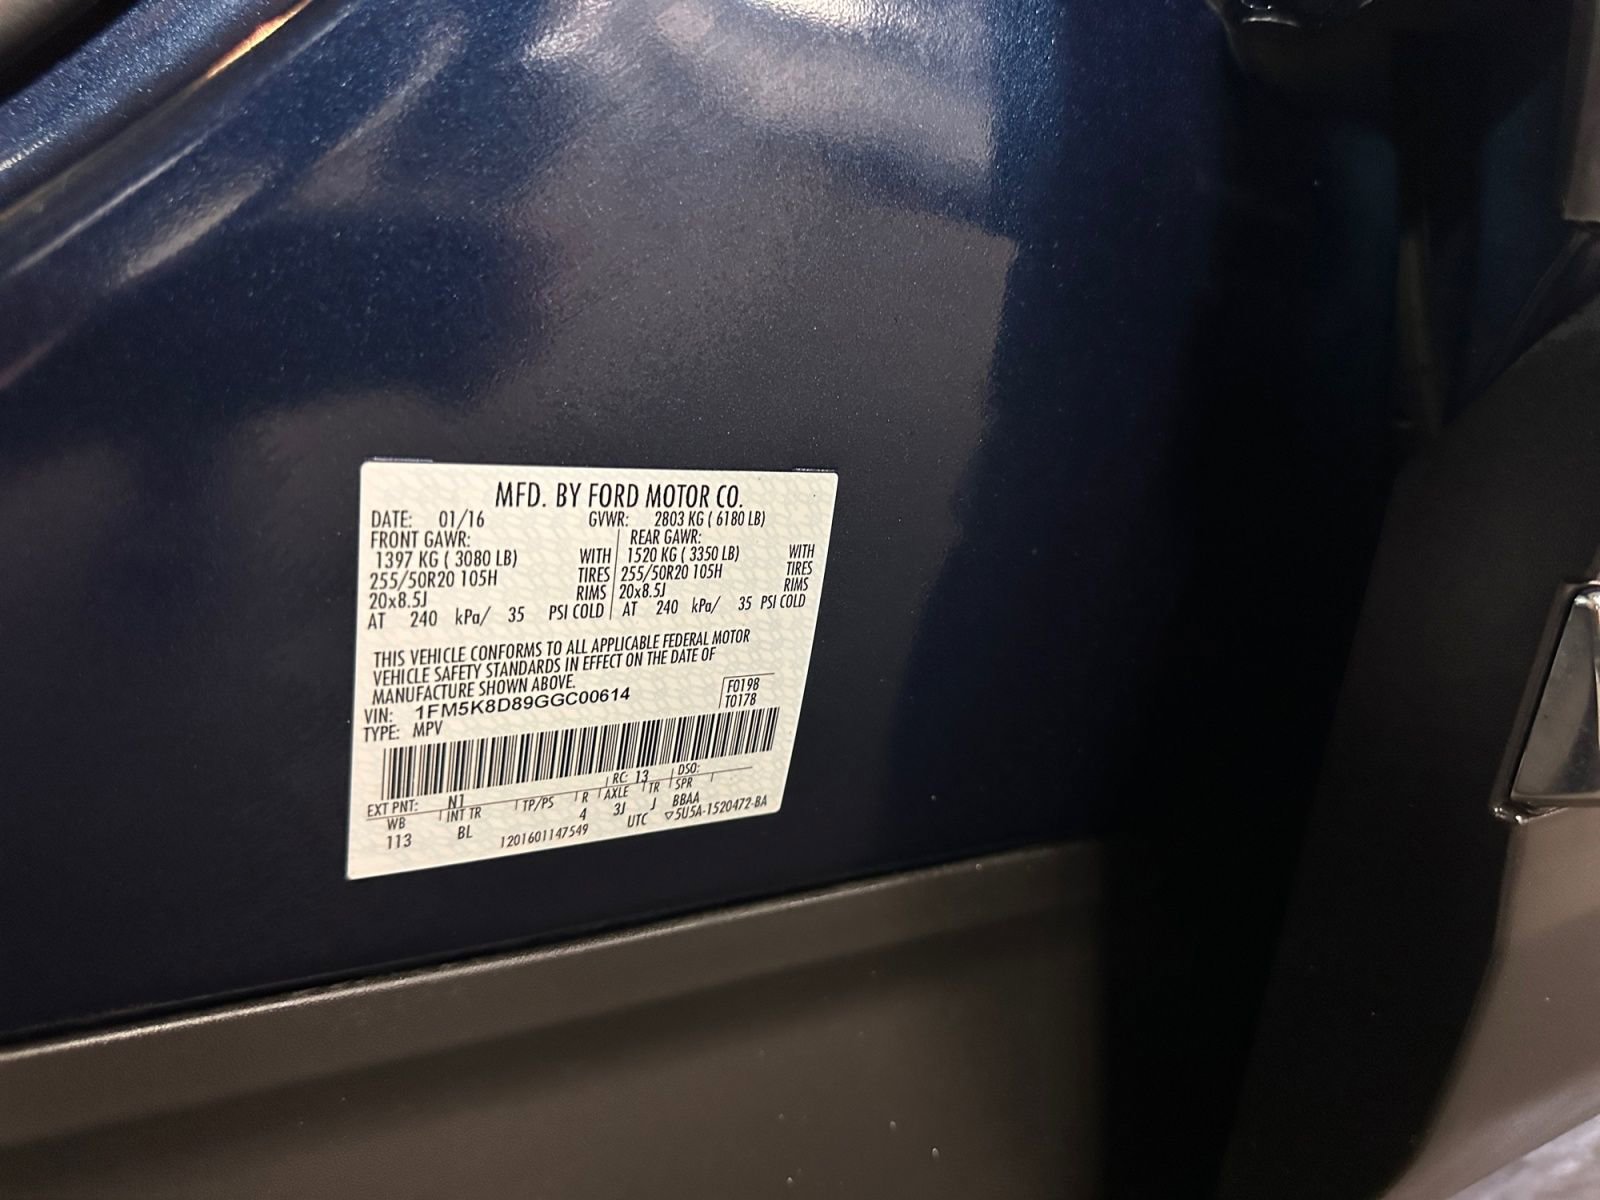 MFD. BY FORD MOTOR CO.
DATE: 01/16 GVWR: 2803 KG ( 6180 LB)
FRONT GAWR: REAR GAWR:
1397 KG ( 3080 LB) WITH 1520 KG ( 3350 LB) WITH
255/50R20 105H TIRES 255/50R20 105H TIRES
20x8.5J RIMS 20x8.5J RIMS
AT 240 kPa/ 35 PSI COLD AT 240 kPa/ 35 PSI COLD
THIS VEHICLE CONFORMS TO ALL APPLICABLE FEDERAL MOTOR
VEHICLE SAFETY STANDARDS IN EFFECT ON THE DATE OF
MANUFACTURE SHOWN ABOVE.
VIN: 1FM5K8D89GGC00614 F0198
TYPE: MPV T0178
EXT PNT: N1 RC: 13 DSO:
WB INT TR TP/PS R AXLE TR SPR
113 BL 4 3J J BBAA
1201601147549 UTC ▽5U5A-1520472-BA